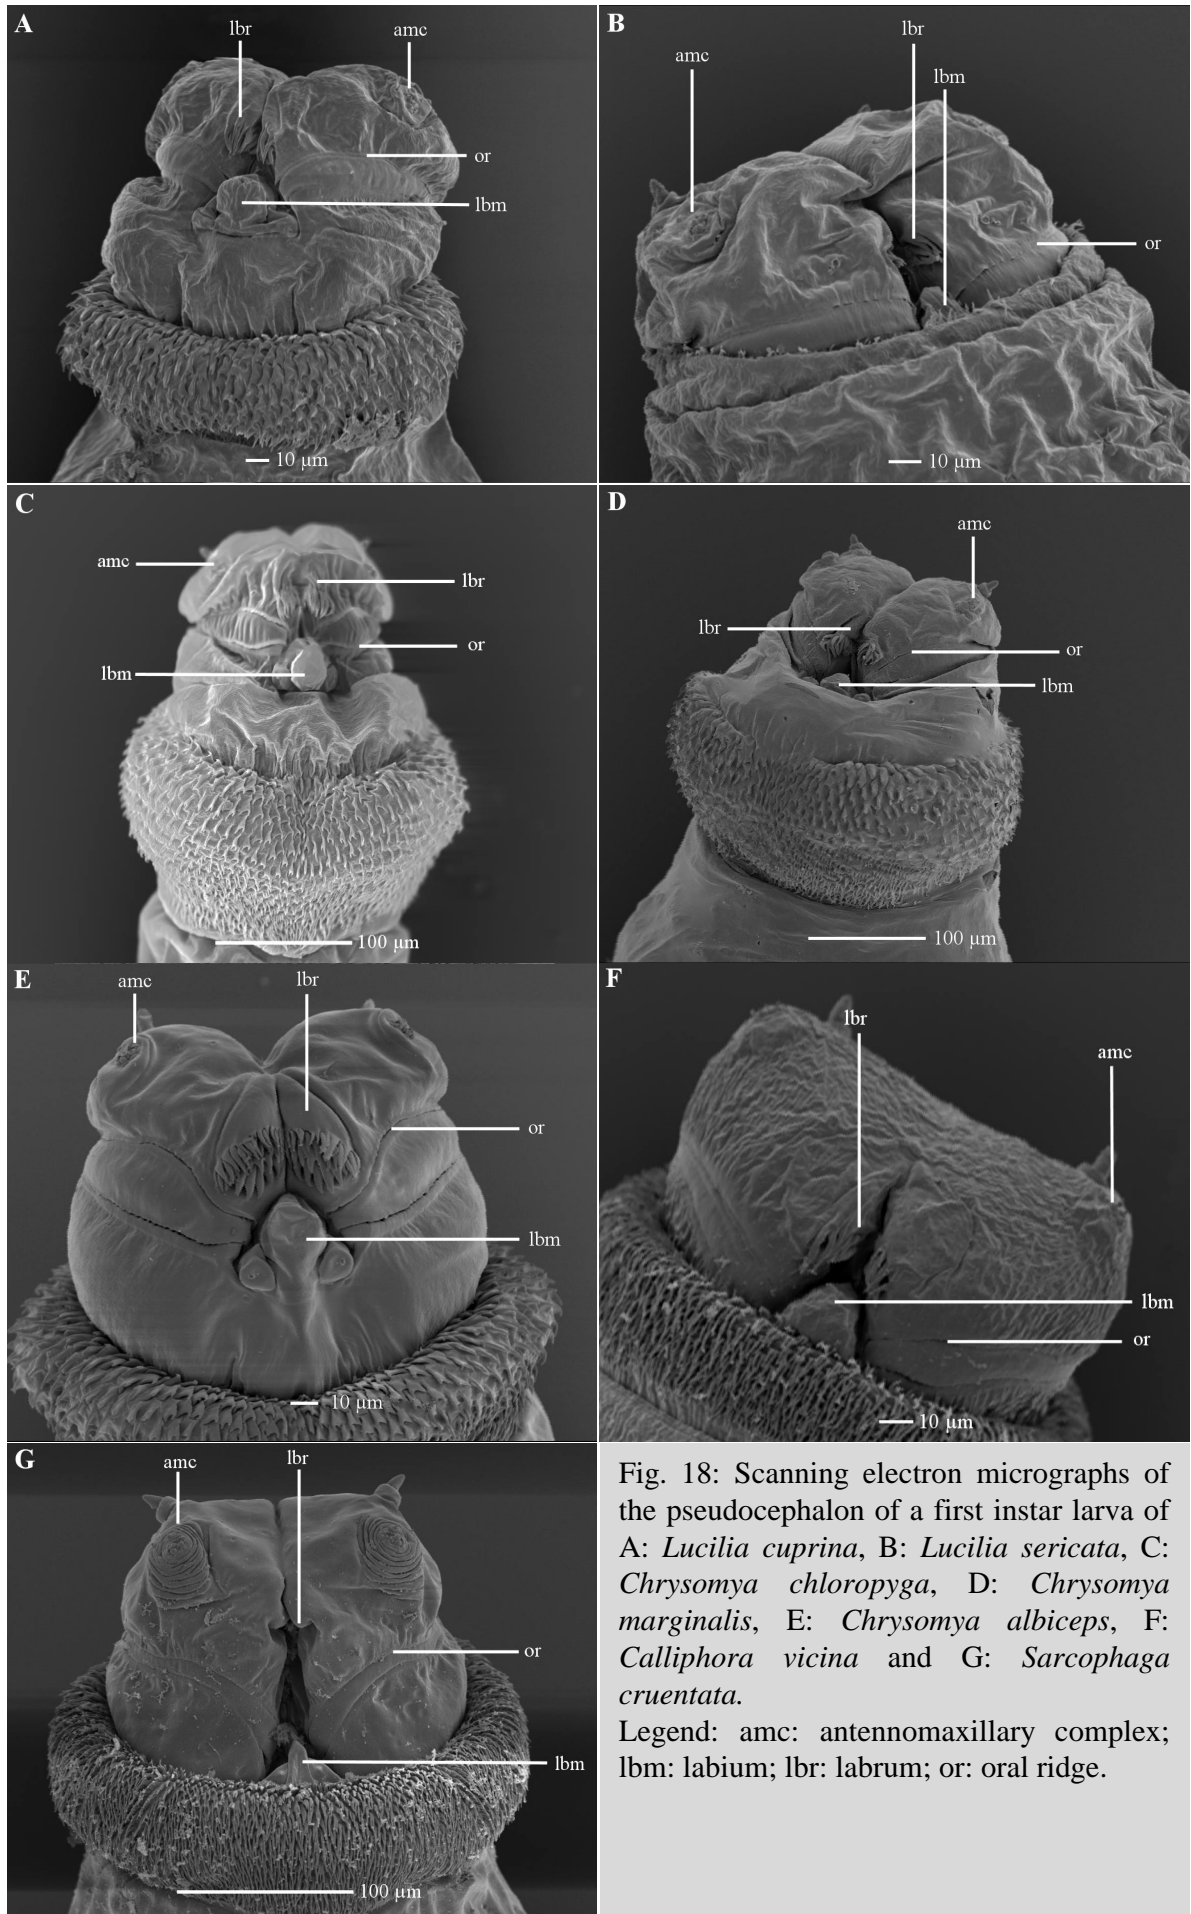 A
lbr
amc
or
lbm
10 µm
B
amc
lbr
lbm
or
10 µm
C
amc
lbr
or
lbm
100 µm
D
amc
lbr
or
lbm
100 µm
E
amc
lbr
or
lbm
10 µm
F
lbr
amc
lbm
or
10 µm
G
amc
lbr
or
lbm
100 µm
Fig. 18: Scanning electron micrographs of
the pseudocephalon of a first instar larva of
A: Lucilia cuprina, B: Lucilia sericata, C:
Chrysomya chloropyga, D: Chrysomya
marginalis, E: Chrysomya albiceps, F:
Calliphora vicina and G: Sarcophaga
cruentata.
Legend: amc: antennomaxillary complex;
lbm: labium; lbr: labrum; or: oral ridge.